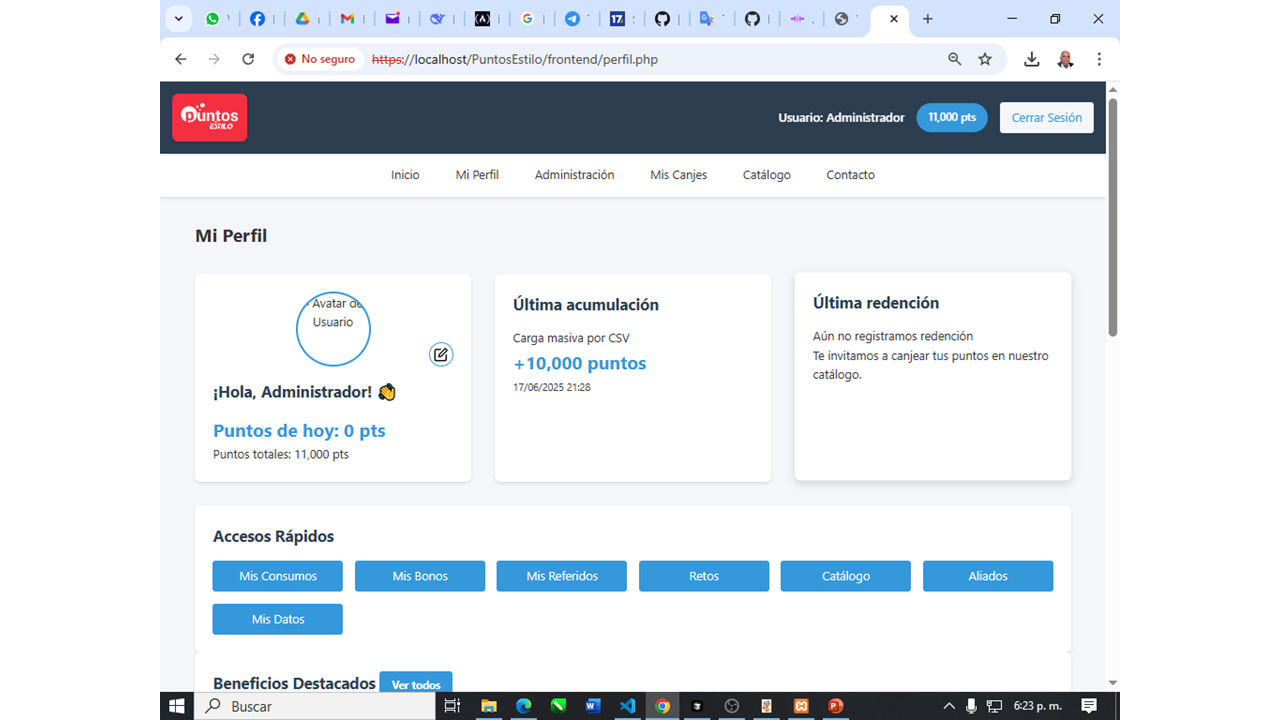 No seguro
https://localhost/PuntosEstilo/frontend/perfil.php
puntos
ESTILO
Usuario: Administrador
11,000 pts
Cerrar Sesión
Inicio
Mi Perfil
Administración
Mis Canjes
Catálogo
Contacto
Mi Perfil
Avatar de
Usuario
¡Hola, Administrador! 👏
Puntos de hoy: 0 pts
Puntos totales: 11,000 pts
Última acumulación
Carga masiva por CSV
+10,000 puntos
17/06/2025 21:28
Última redención
Aún no registramos redención
Te invitamos a canjear tus puntos en nuestro
catálogo.
Accesos Rápidos
Mis Consumos
Mis Bonos
Mis Referidos
Retos
Catálogo
Aliados
Mis Datos
Beneficios Destacados
Ver todos
Buscar
6:23 p. m.